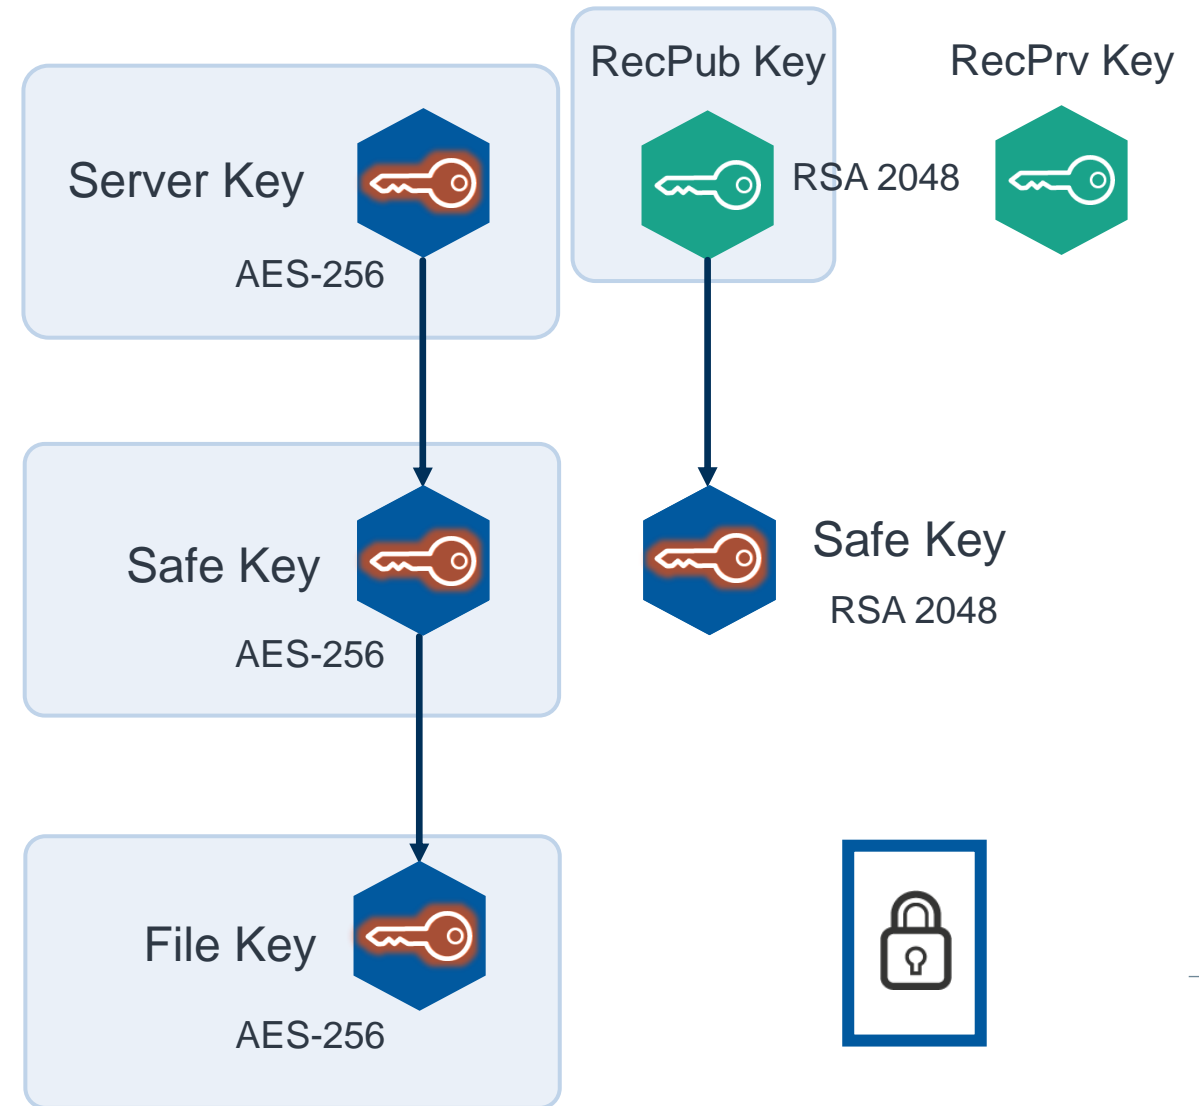 RecPub Key
RecPrv Key
Server Key
RSA 2048
AES-256
Safe Key
Safe Key
RSA 2048
AES-256
File Key
AES-256